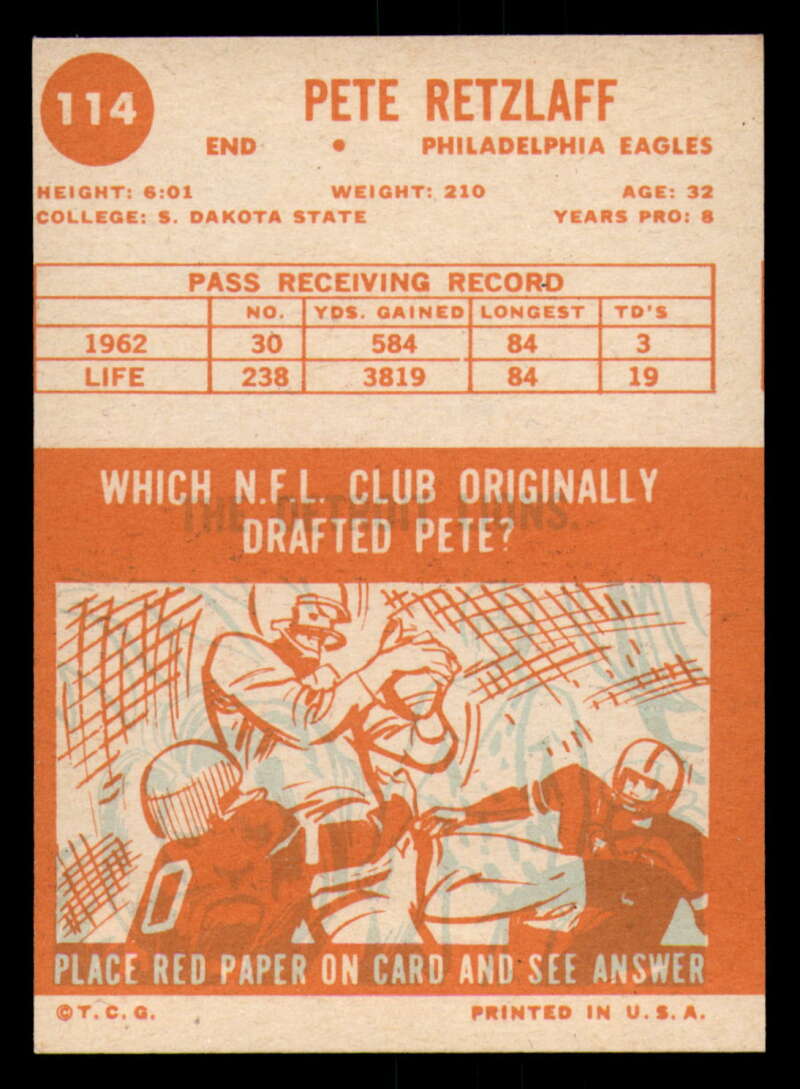 114
PETE RETZLAFF
END • PHILADELPHIA EAGLES
HEIGHT: 6:01 WEIGHT: 210 AGE: 32
COLLEGE: S. DAKOTA STATE YEARS PRO: 8
PASS RECEIVING RECORD
NO. YDS. GAINED LONGEST TD'S
1962 30 584 84 3
LIFE 238 3819 84 19
WHICH N.F.L. CLUB ORIGINALLY
THE DETROIT LIONS.
DRAFTED PETE?
0
PLACE RED PAPER ON CARD AND SEE ANSWER
©T.C.G. PRINTED IN U.S.A.